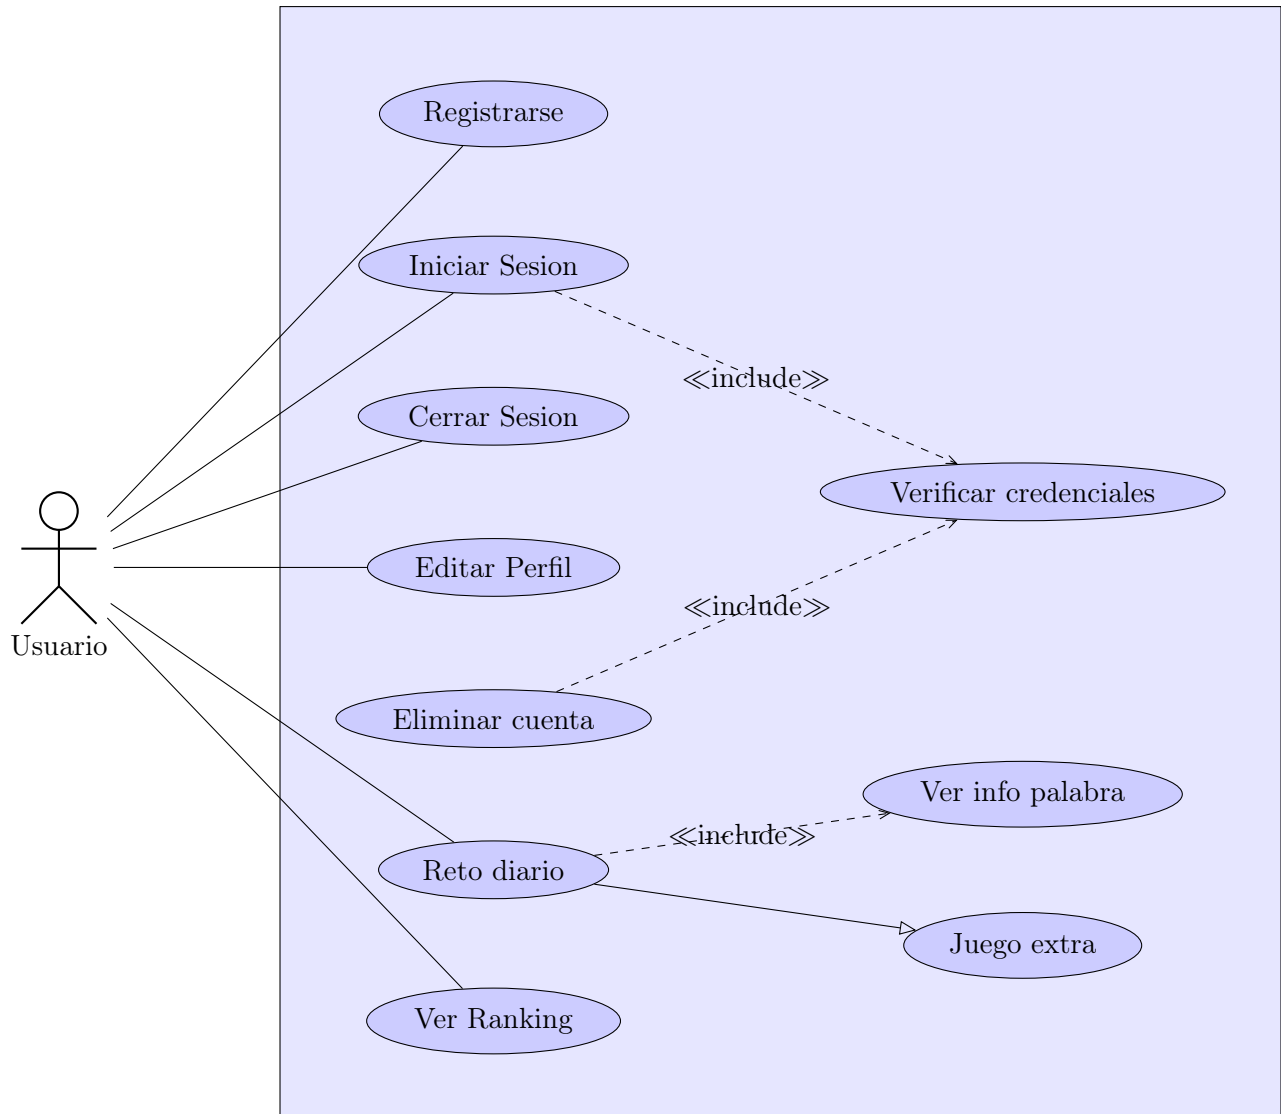 Registrarse
Iniciar Sesion
≪include≫
Cerrar Sesion
Verificar credenciales
Editar Perfil
≪include≫
Usuario
Eliminar cuenta
Ver info palabra
≪include≫
Reto diario
Juego extra
Ver Ranking